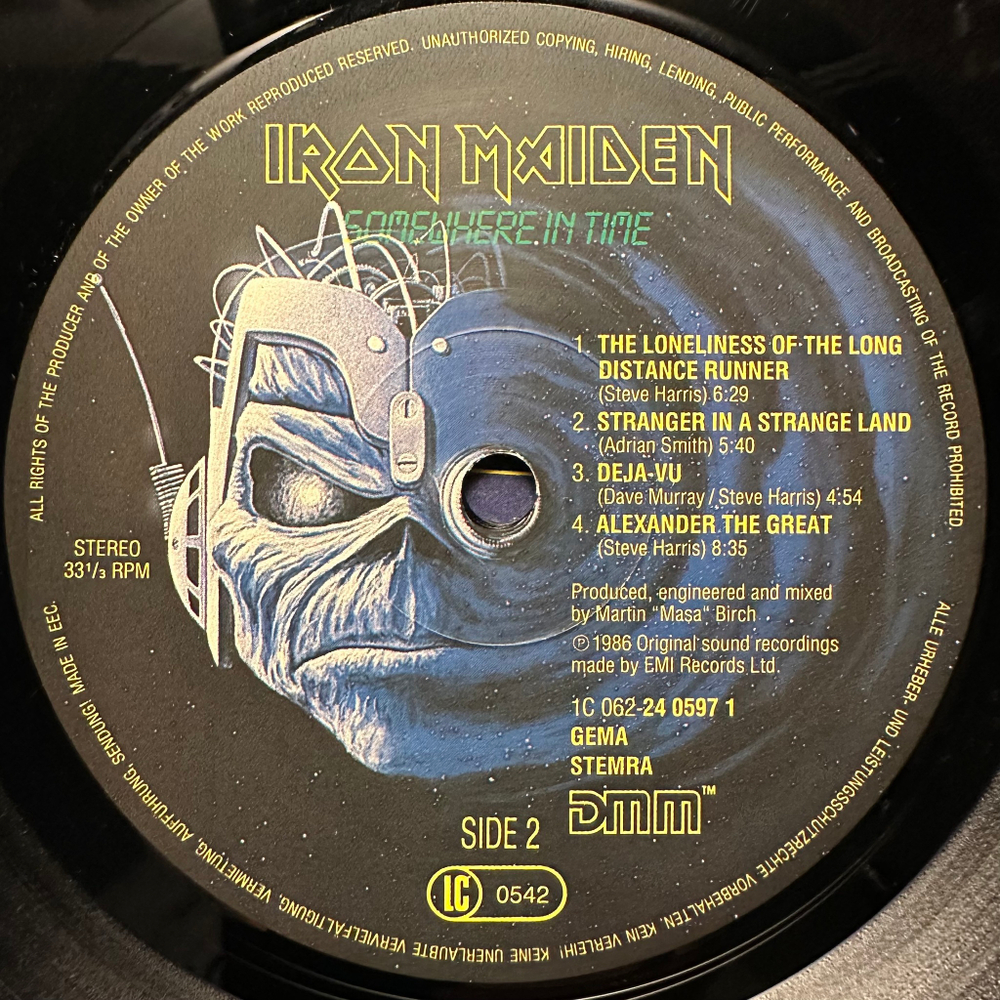 ALL RIGHTS OF THE PRODUCER AND OF THE OWNER OF THE WORK REPRODUCED RESERVED. UNAUTHORIZED COPYING, HIRING, LENDING, PUBLIC PERFORMANCE AND BROADCASTING OF THE RECORD PROHIBITED.
IRON MAIDEN
SOMEWHERE IN TIME
1. THE LONELINESS OF THE LONG
DISTANCE RUNNER
(Steve Harris) 6:29
2. STRANGER IN A STRANGE LAND
(Adrian Smith) 5:40
3. DEJA-VU
(Dave Murray / Steve Harris) 4:54
4. ALEXANDER THE GREAT
(Steve Harris) 8:35
STEREO
33 1/3 RPM
Produced, engineered and mixed
by Martin "Masa" Birch
℗ 1986 Original sound recordings
made by EMI Records Ltd.
1C 062-24 0597 1
GEMA
STEMRA
DMM™
SIDE 2
LC 0542
ALLE URHEBER- UND LEISTUNGSSCHUTZRECHTE VORBEHALTEN. KEIN VERLEIH! KEINE UNERLAUBTE VERVIELFÄLTIGUNG, VERMIETUNG, AUFFÜHRUNG, SENDUNG! MADE IN EEC.